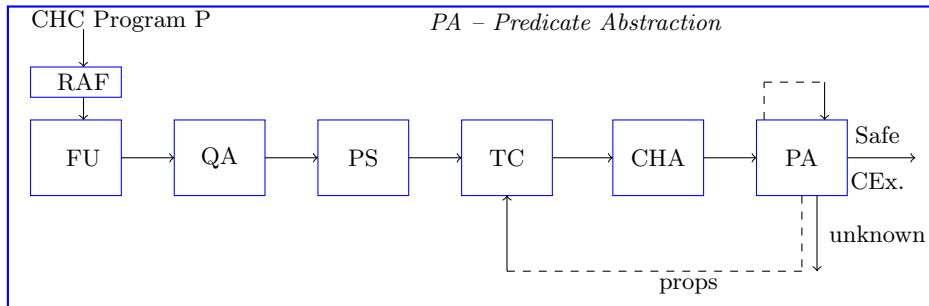 CHC Program P
PA – Predicate Abstraction
RAF
FU
QA
PS
TC
CHA
PA
Safe
CEx.
unknown
props